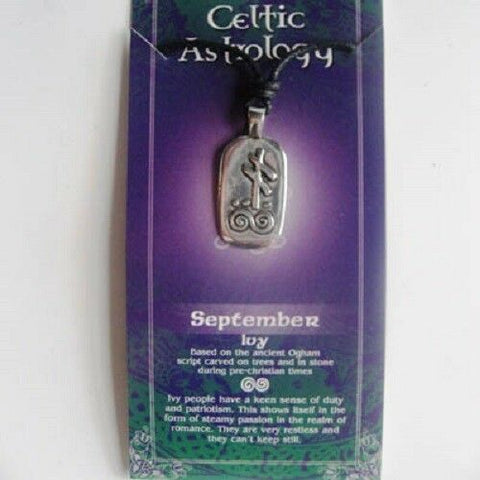 Celtic
Astrology
September
Ivy
Based on the ancient Ogham
script carved on trees and in stone
during pre-christian times
Ivy people have a keen sense of duty
and patriotism. This shows itself in the
form of steamy passion in the realm of
romance. They are very restless and
they can't keep still.